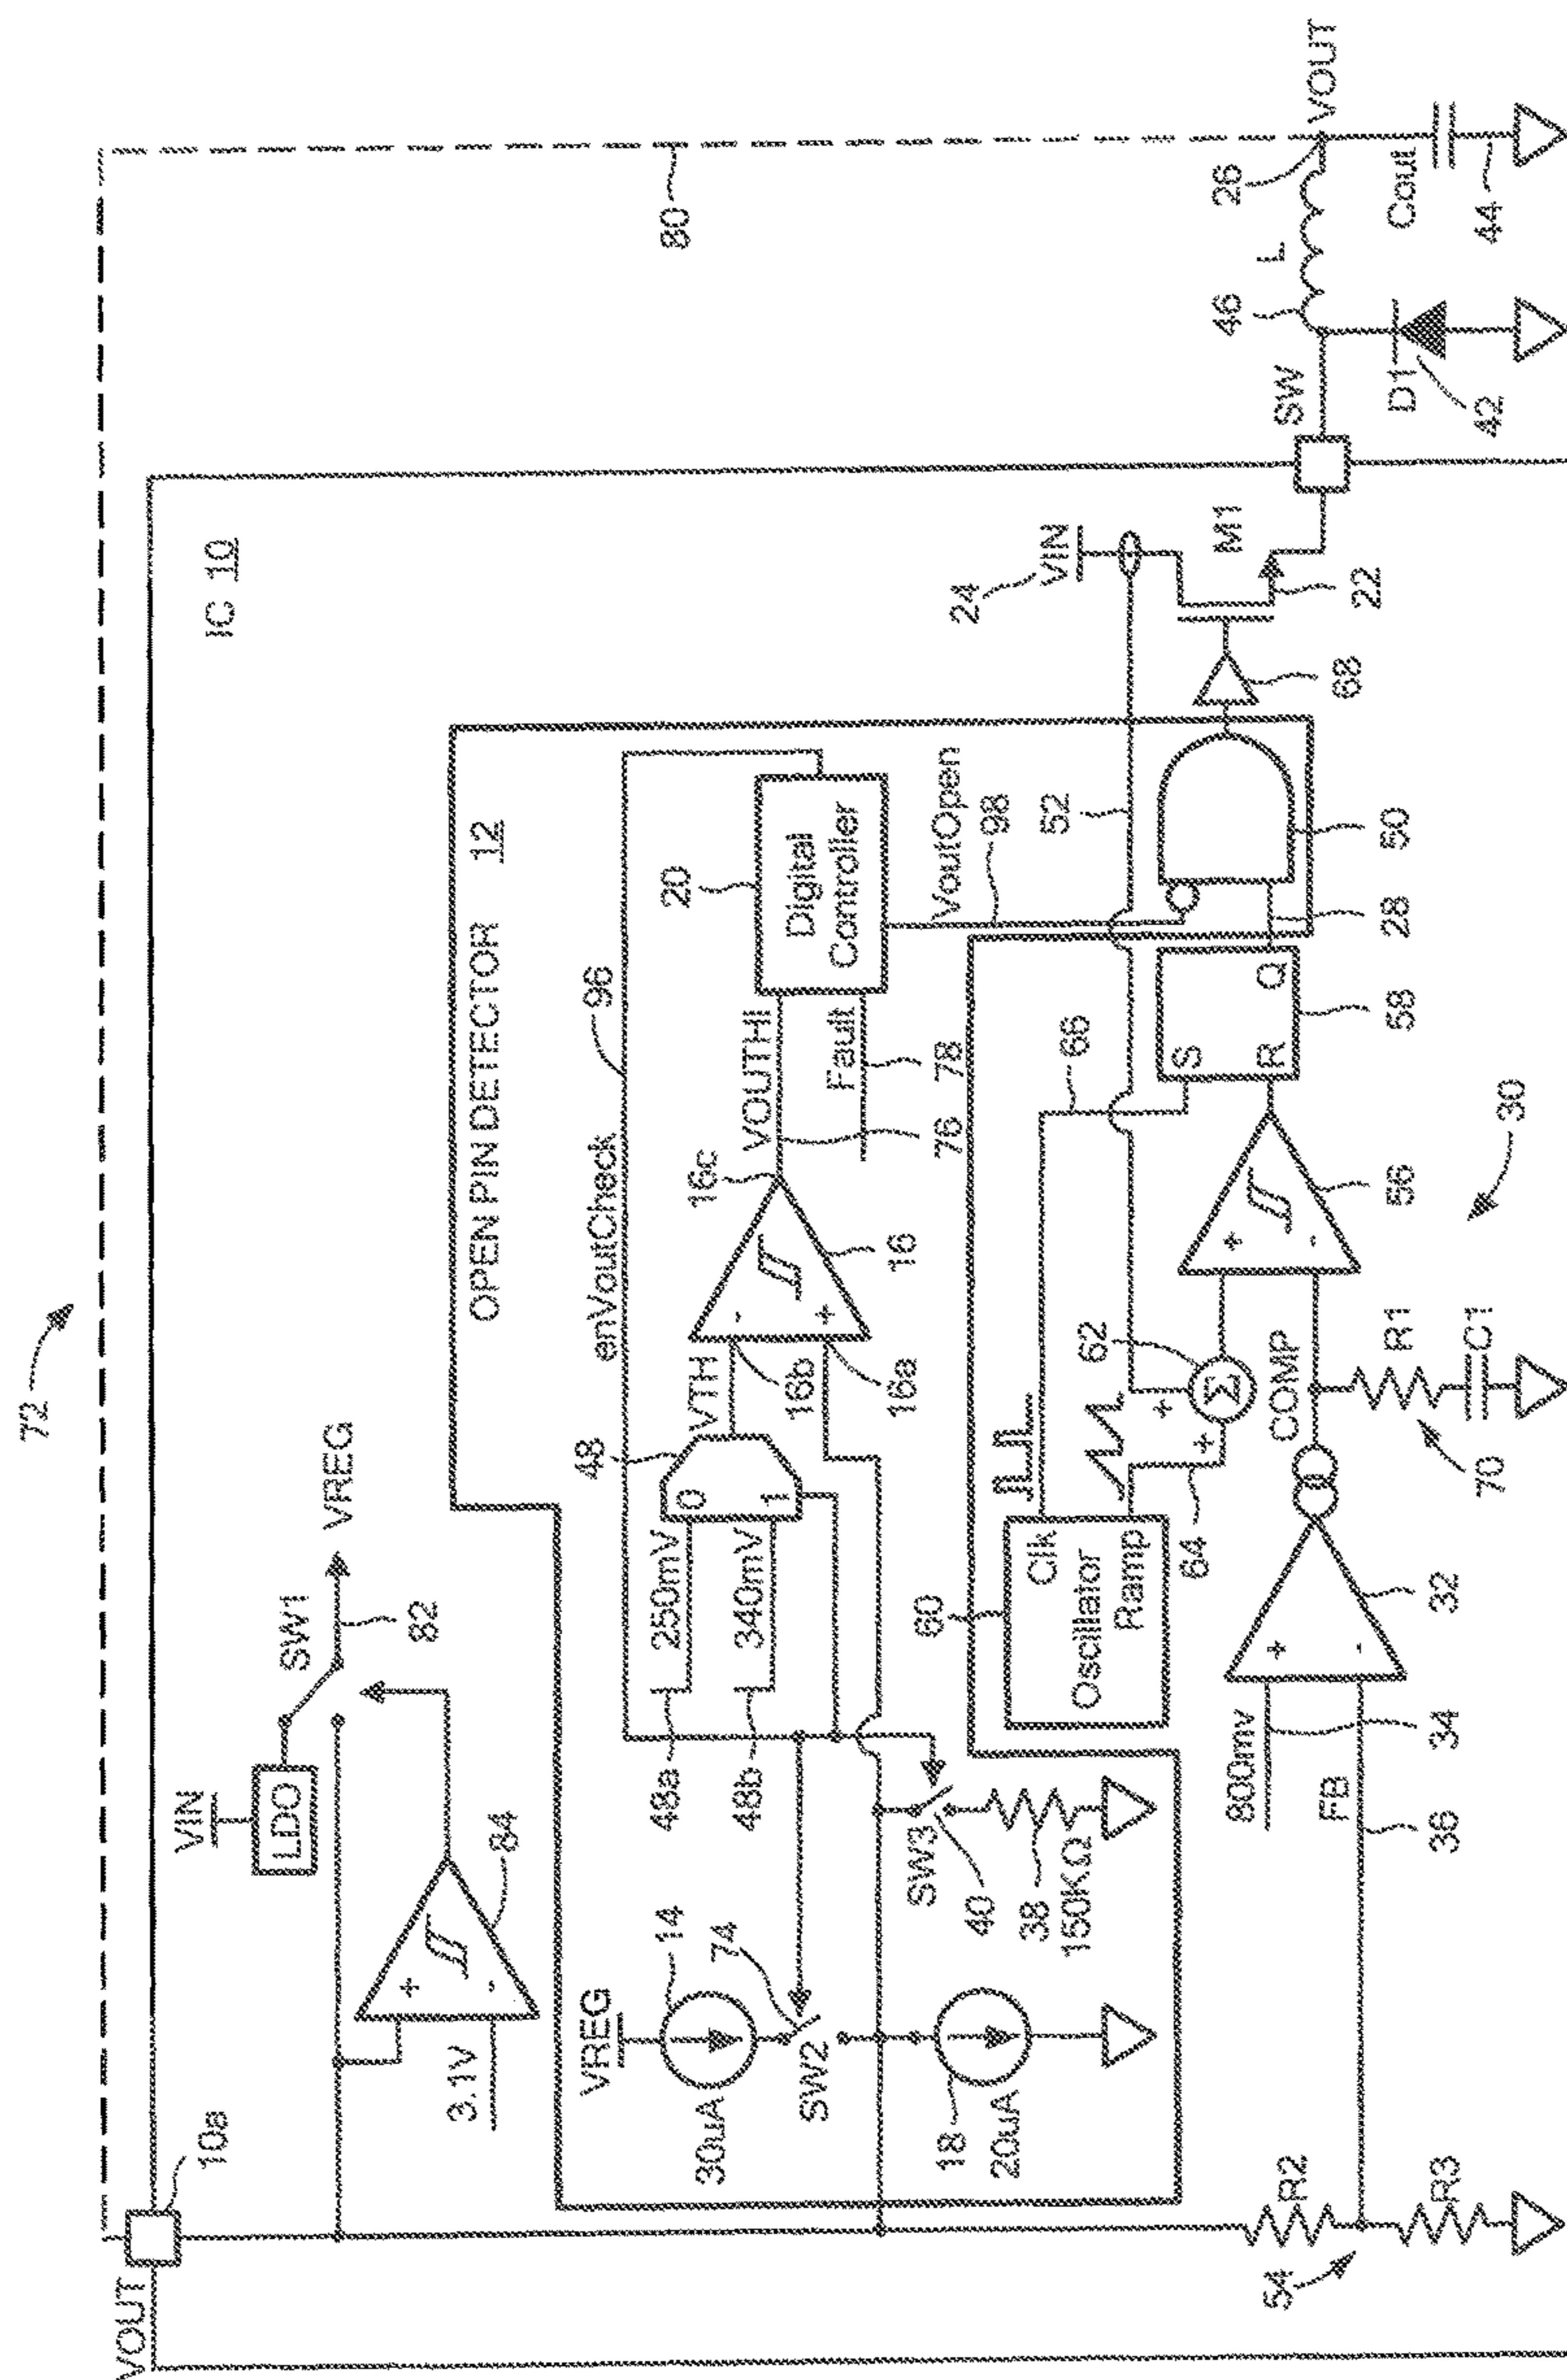 72
VOUT
10a
80
IC 10
VIN
LDO
SW1
VREG
82
3.1V
+
-
84
OPEN PIN DETECTOR 12
enVoutCheck
96
VREG
30uA
14
74
SW2
18
20uA
250mV
340mV
48a
48b
0
1
48
VTH
16b
16a
-
+
16
16c
VOUTHI
76
Fault
78
20
Digital
Controller
VoutOpen
98
SW3
40
38
150KΩ
60
Clk
Oscillator
Ramp
64
62
Σ
+
+
66
52
S
R
Q
58
28
50
68
24
VIN
M1
22
SW
46
L
26
VOUT
D1
42
Cout
44
800mv
34
FB
36
+
-
32
COMP
R1
C1
70
+
-
56
30
R2
R3
54